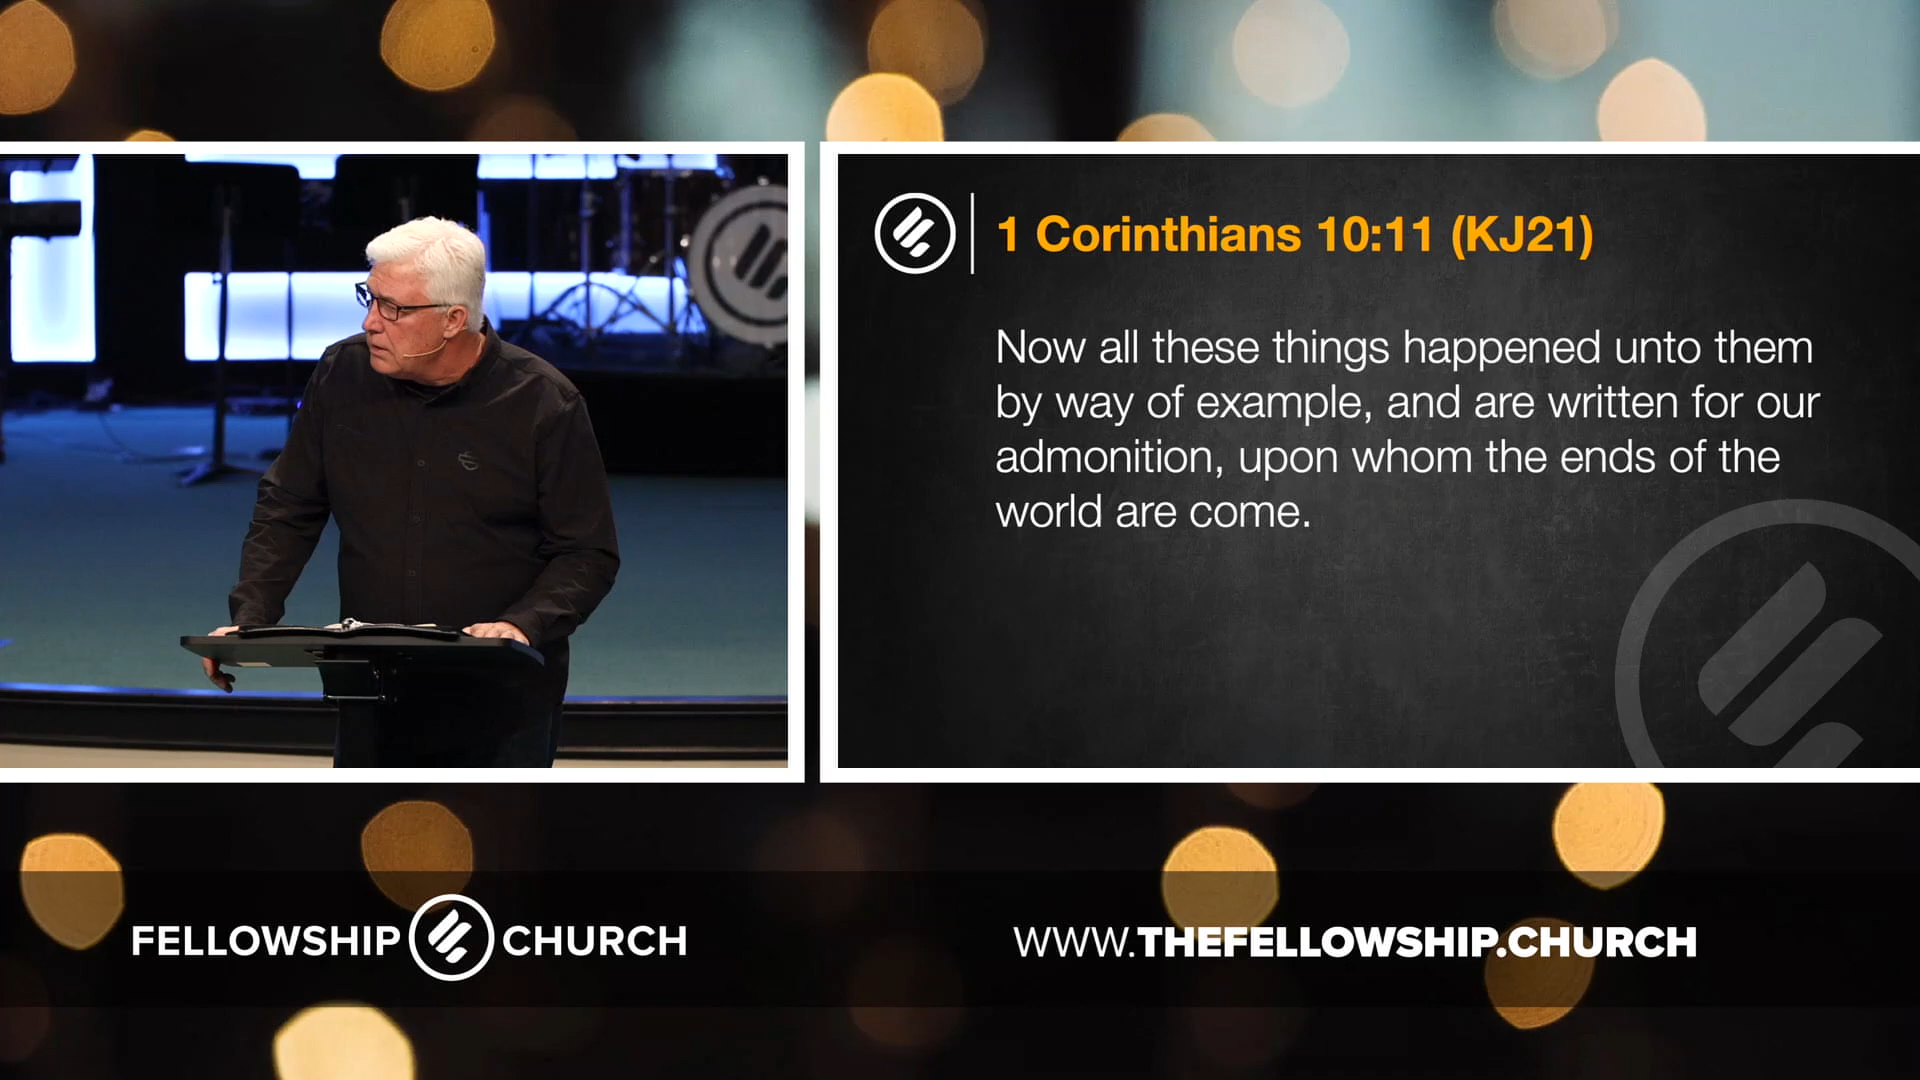 1 Corinthians 10:11 (KJ21)
Now all these things happened unto them
by way of example, and are written for our
admonition, upon whom the ends of the
world are come.
FELLOWSHIP CHURCH
WWW.THEFELLOWSHIP.CHURCH